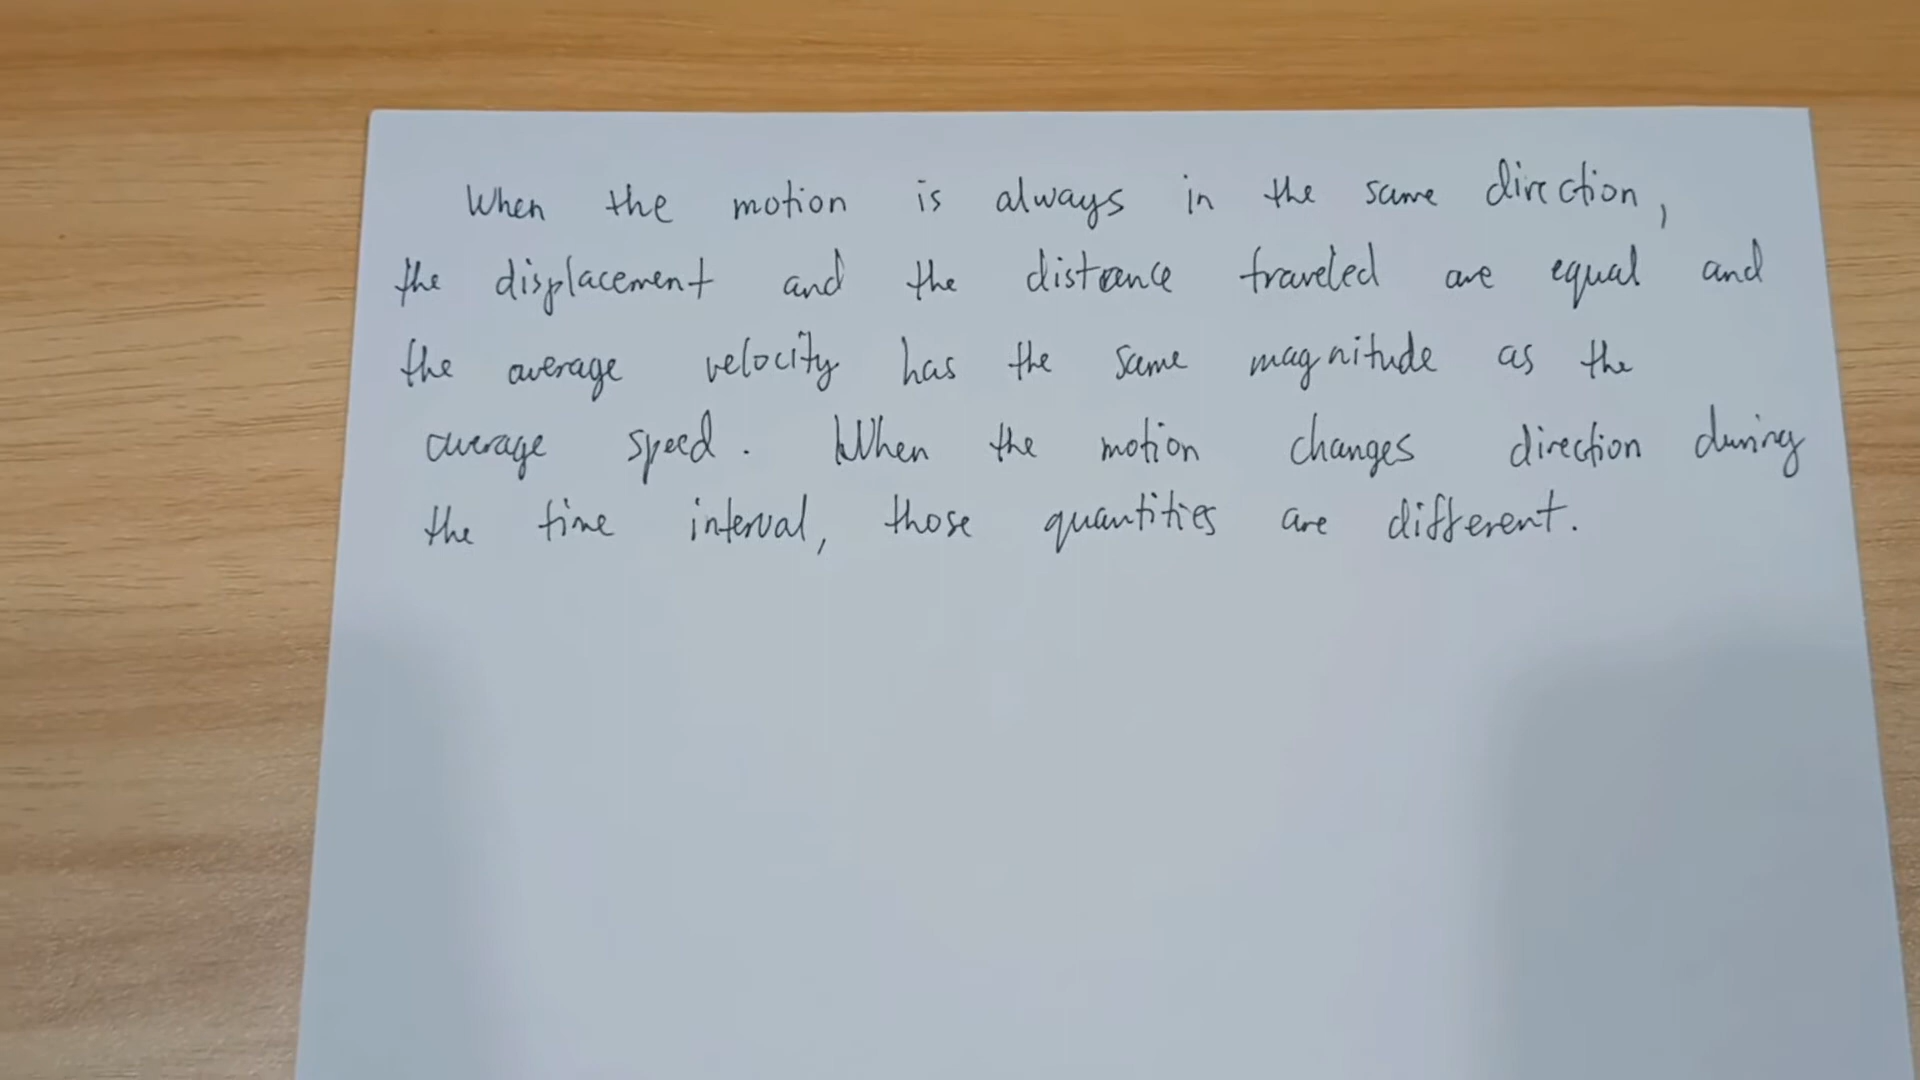 When the motion is always in the same direction,
the displacement and the distance traveled are equal and
the average velocity has the same magnitude as the
average speed. When the motion changes direction during
the time interval, those quantities are different.